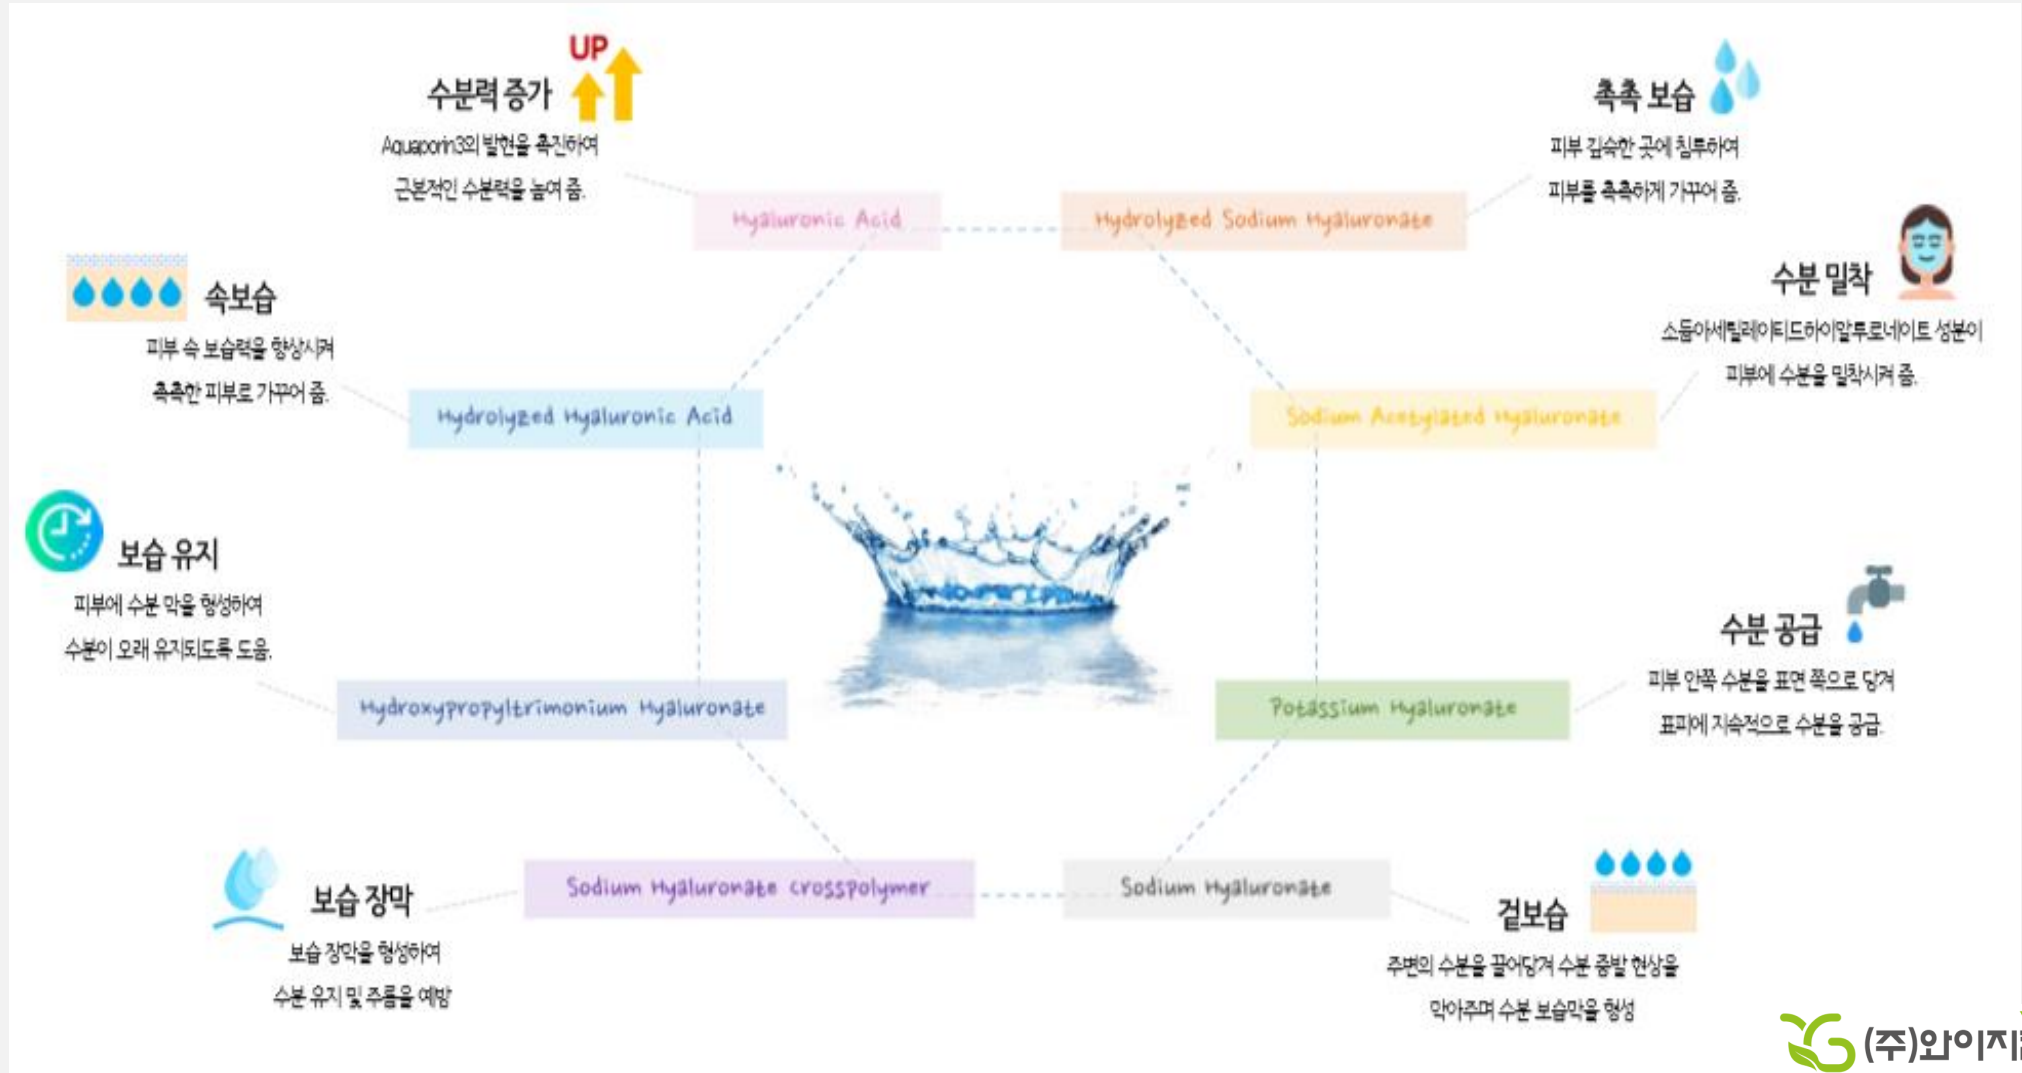 UP
수분력 증가
Aquaporin3의 발현을 촉진하여
근본적인 수분력을 높여 줌.
Hyaluronic Acid
촉촉 보습
피부 깊숙한 곳에 침투하여
피부를 촉촉하게 가꾸어 줌.
Hydrolyzed Sodium Hyaluronate
속보습
피부 속 보습력을 향상시켜
촉촉한 피부로 가꾸어 줌.
Hydrolyzed Hyaluronic Acid
수분 밀착
소듐아세틸레이티드하이알루로네이트 성분이
피부에 수분을 밀착시켜 줌.
Sodium Acetylated Hyaluronate
보습 유지
피부에 수분 막을 형성하여
수분이 오래 유지되도록 도움.
Hydroxypropyltrimonium Hyaluronate
수분 공급
피부 안쪽 수분을 표면 쪽으로 당겨
표피에 지속적으로 수분을 공급.
Potassium Hyaluronate
보습 장막
보습 장막을 형성하여
수분 유지 및 주름을 예방
Sodium Hyaluronate Crosspolymer
Sodium Hyaluronate
겉보습
주변의 수분을 끌어당겨 수분 증발 현상을
막아주며 수분 보습막을 형성
(주)와이지